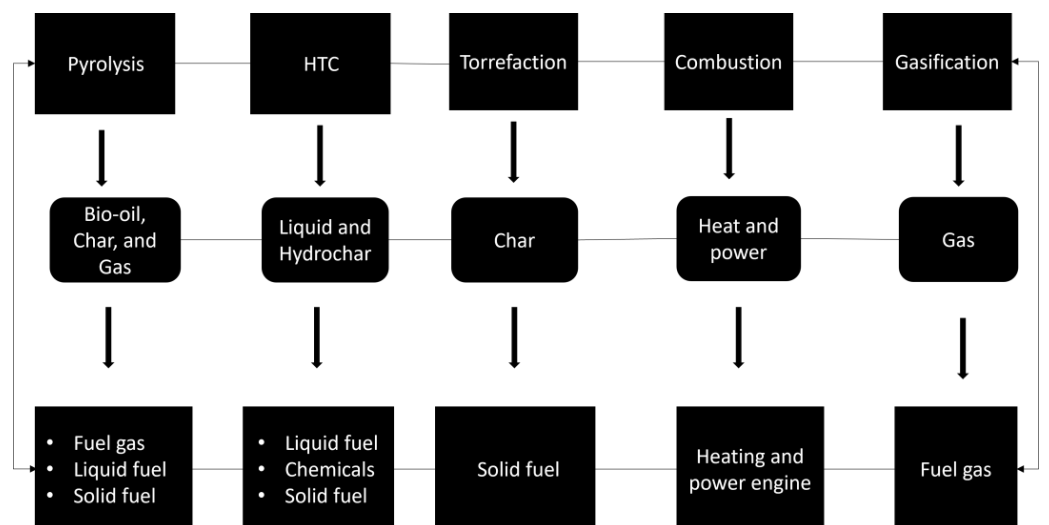 Pyrolysis
HTC
Torrefaction
Combustion
Gasification
Bio-oil,
Char, and
Gas
Liquid and
Hydrochar
Char
Heat and
power
Gas
• Fuel gas
• Liquid fuel
• Solid fuel
• Liquid fuel
• Chemicals
• Solid fuel
Solid fuel
Heating and
power engine
Fuel gas